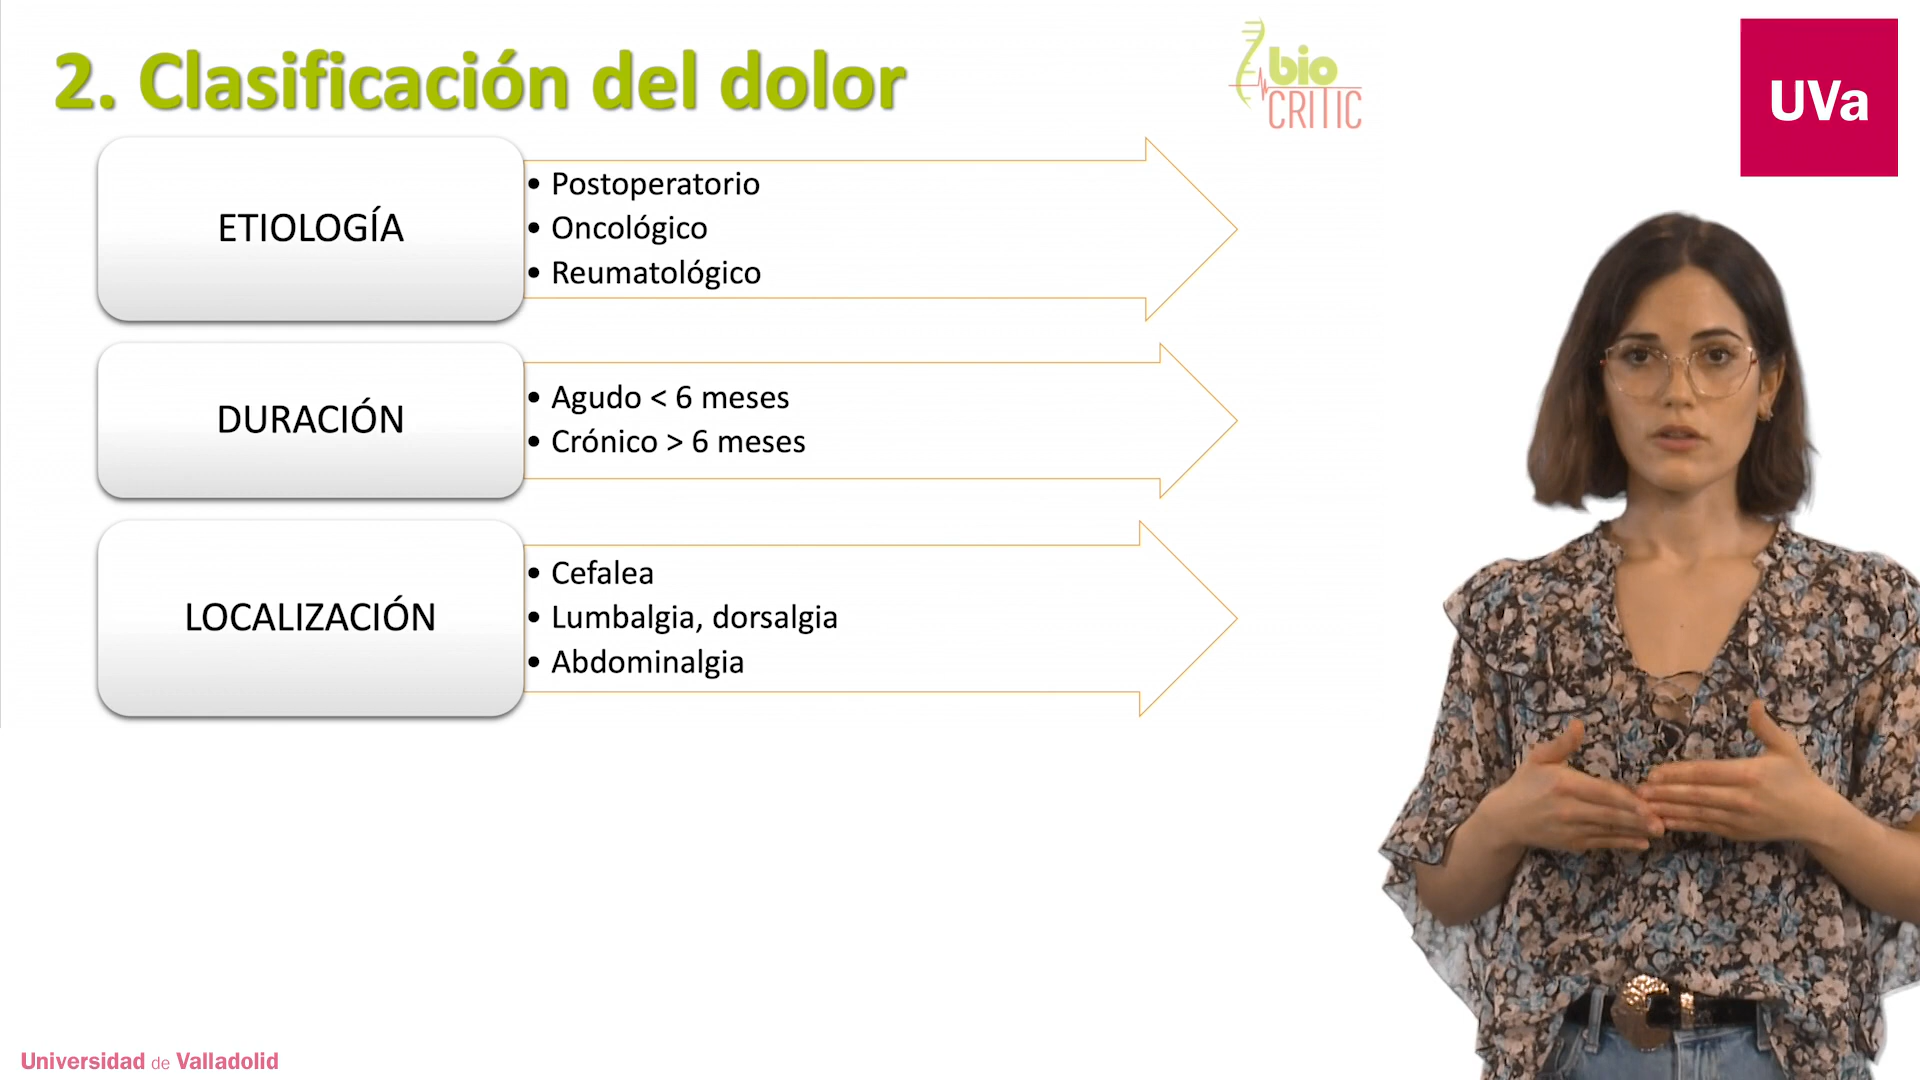 2. Clasificación del dolor
bio
CRITIC
UVa
ETIOLOGÍA
• Postoperatorio
• Oncológico
• Reumatológico
DURACIÓN
• Agudo < 6 meses
• Crónico > 6 meses
LOCALIZACIÓN
• Cefalea
• Lumbalgia, dorsalgia
• Abdominalgia
Universidad de Valladolid